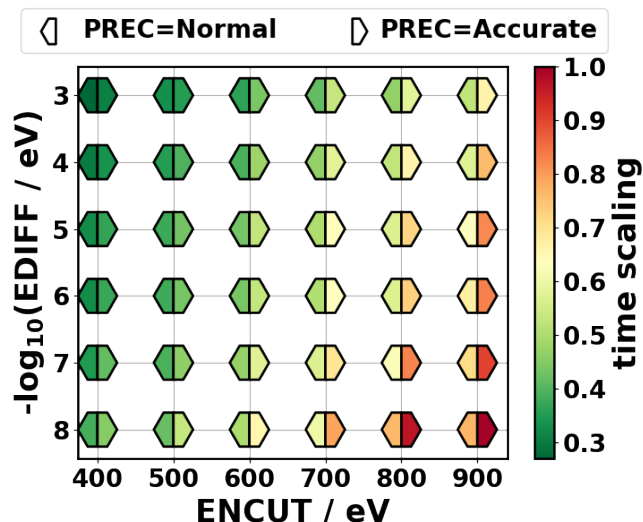 PREC=Normal PREC=Accurate
-log10(EDIFF / eV)
3
4
5
6
7
8
400 500 600 700 800 900
ENCUT / eV
1.0
0.9
0.8
0.7
0.6
0.5
0.4
0.3
time scaling